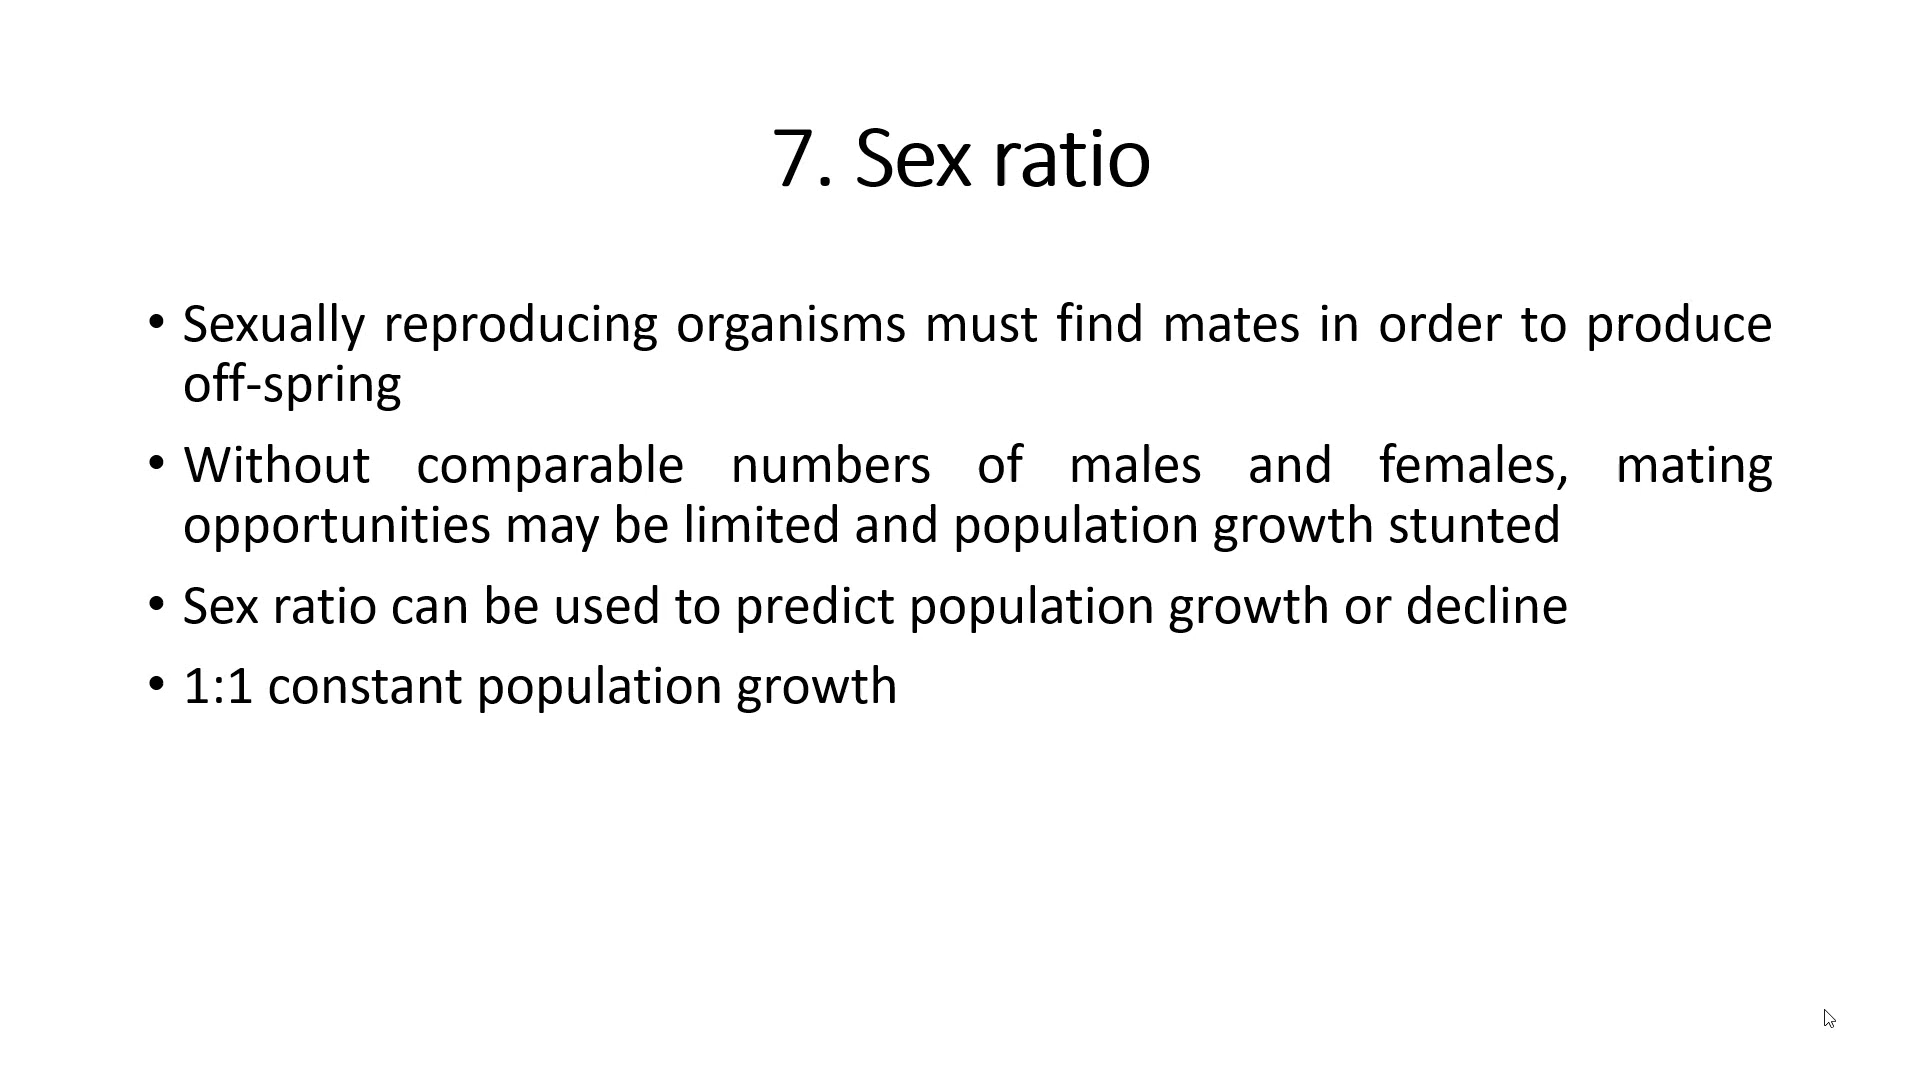 7. Sex ratio
• Sexually reproducing organisms must find mates in order to produce
off-spring
• Without comparable numbers of males and females, mating
opportunities may be limited and population growth stunted
• Sex ratio can be used to predict population growth or decline
• 1:1 constant population growth